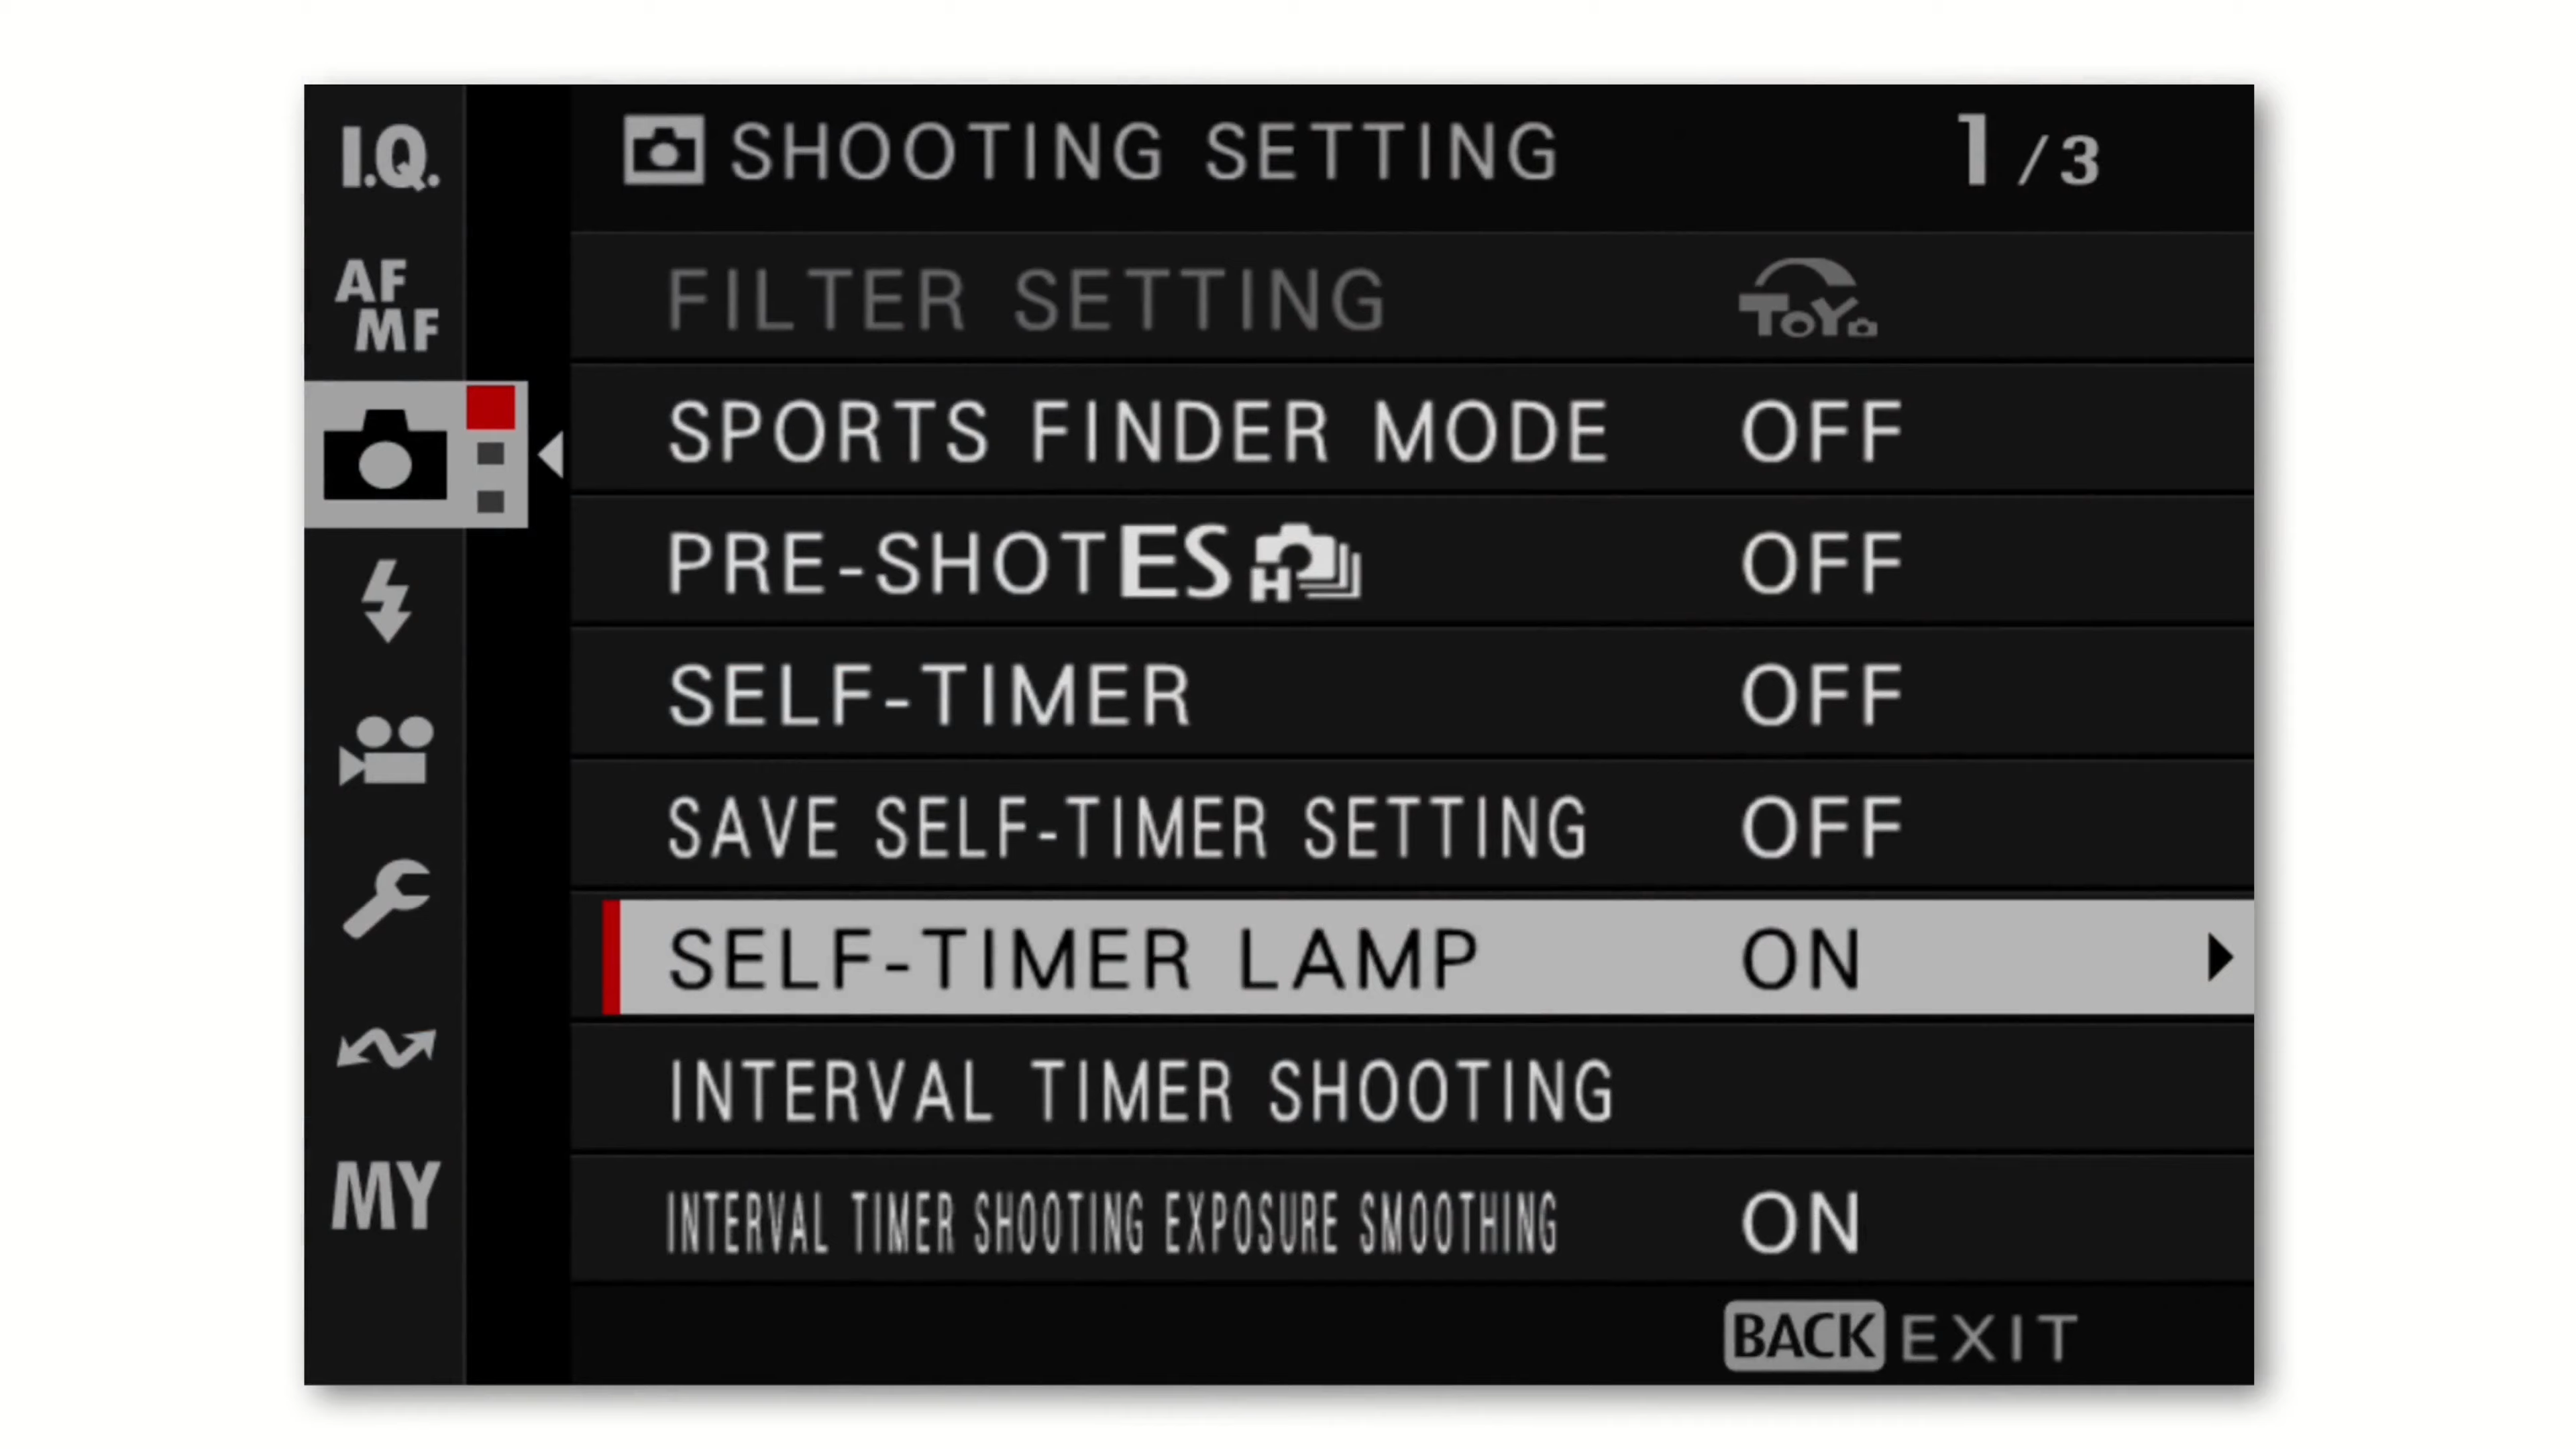 I.Q.
AF
MF
MY
SHOOTING SETTING 1/3
FILTER SETTING TOY
SPORTS FINDER MODE OFF
PRE-SHOT ES H OFF
SELF-TIMER OFF
SAVE SELF-TIMER SETTING OFF
SELF-TIMER LAMP ON
INTERVAL TIMER SHOOTING
INTERVAL TIMER SHOOTING EXPOSURE SMOOTHING ON
BACK EXIT